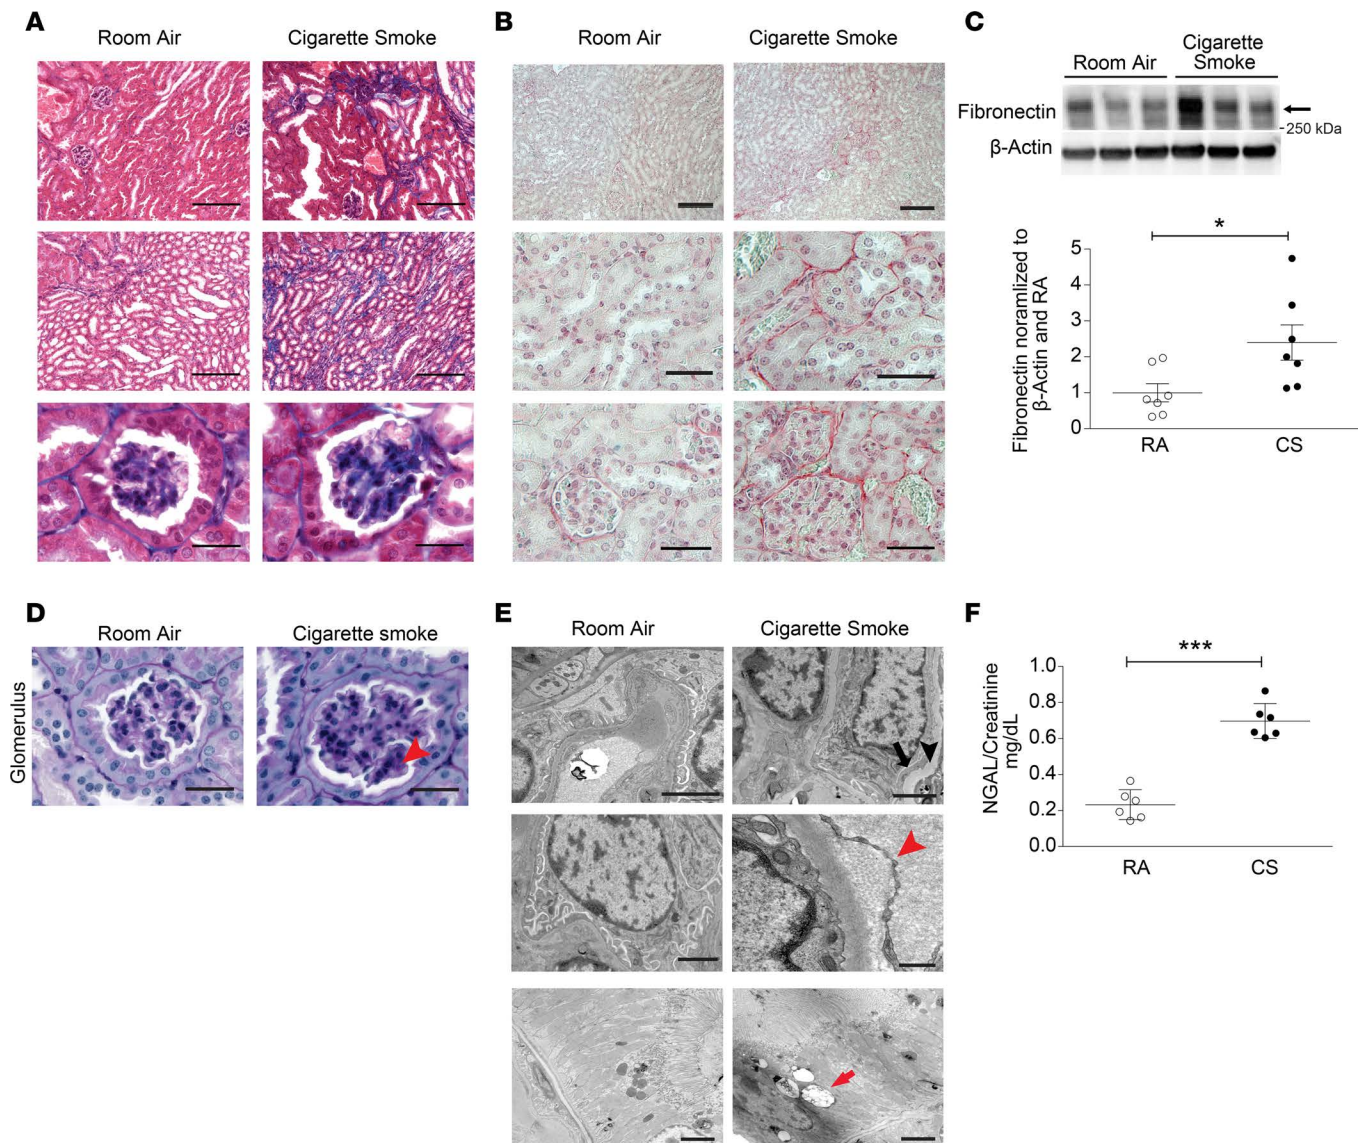 A
Room Air
Cigarette Smoke
B
Room Air
Cigarette Smoke
C
Room Air
Cigarette
Smoke
Fibronectin
-250 kDa
β-Actin
Fibronectin noramlized to
β-Actin and RA
5
4
3
2
1
0
*
RA
CS
D
Room Air
Cigarette smoke
Glomerulus
E
Room Air
Cigarette Smoke
F
NGAL/Creatinine
mg/dL
1.0
0.8
0.6
0.4
0.2
0.0
***
RA
CS